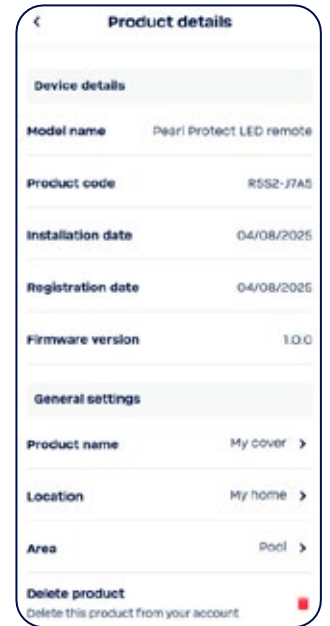 Product details
Device details
Model name Pearl Protect LED remote
Product code R5S2-J7A5
Installation date 04/08/2025
Registration date 04/08/2025
Firmware version 1.0.0
General settings
Product name My cover
Location My home
Area Pool
Delete product
Delete this product from your account